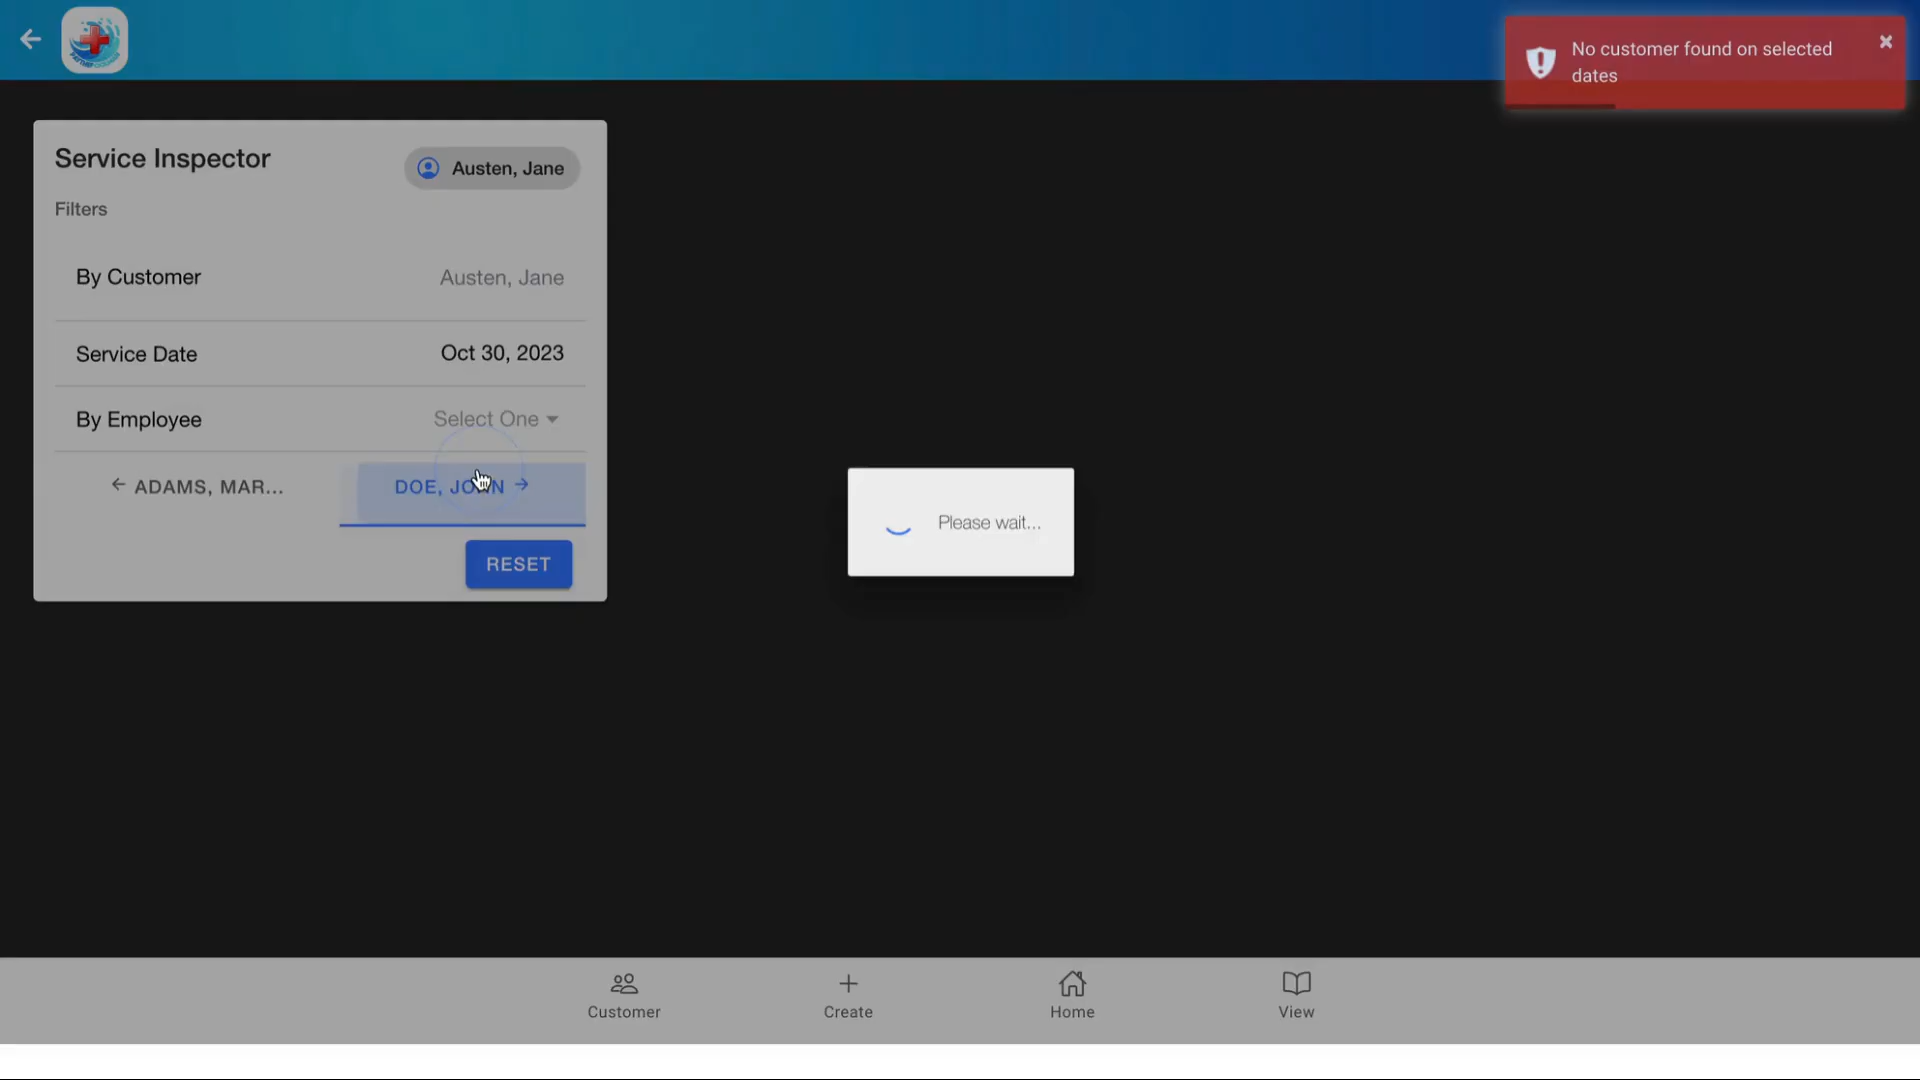 No customer found on selected
dates
Service Inspector
Austen, Jane
Filters
By Customer
Austen, Jane
Service Date
Oct 30, 2023
By Employee
Select One
ADAMS, MAR...
DOE, JOHN
RESET
Please wait...
Customer
Create
Home
View